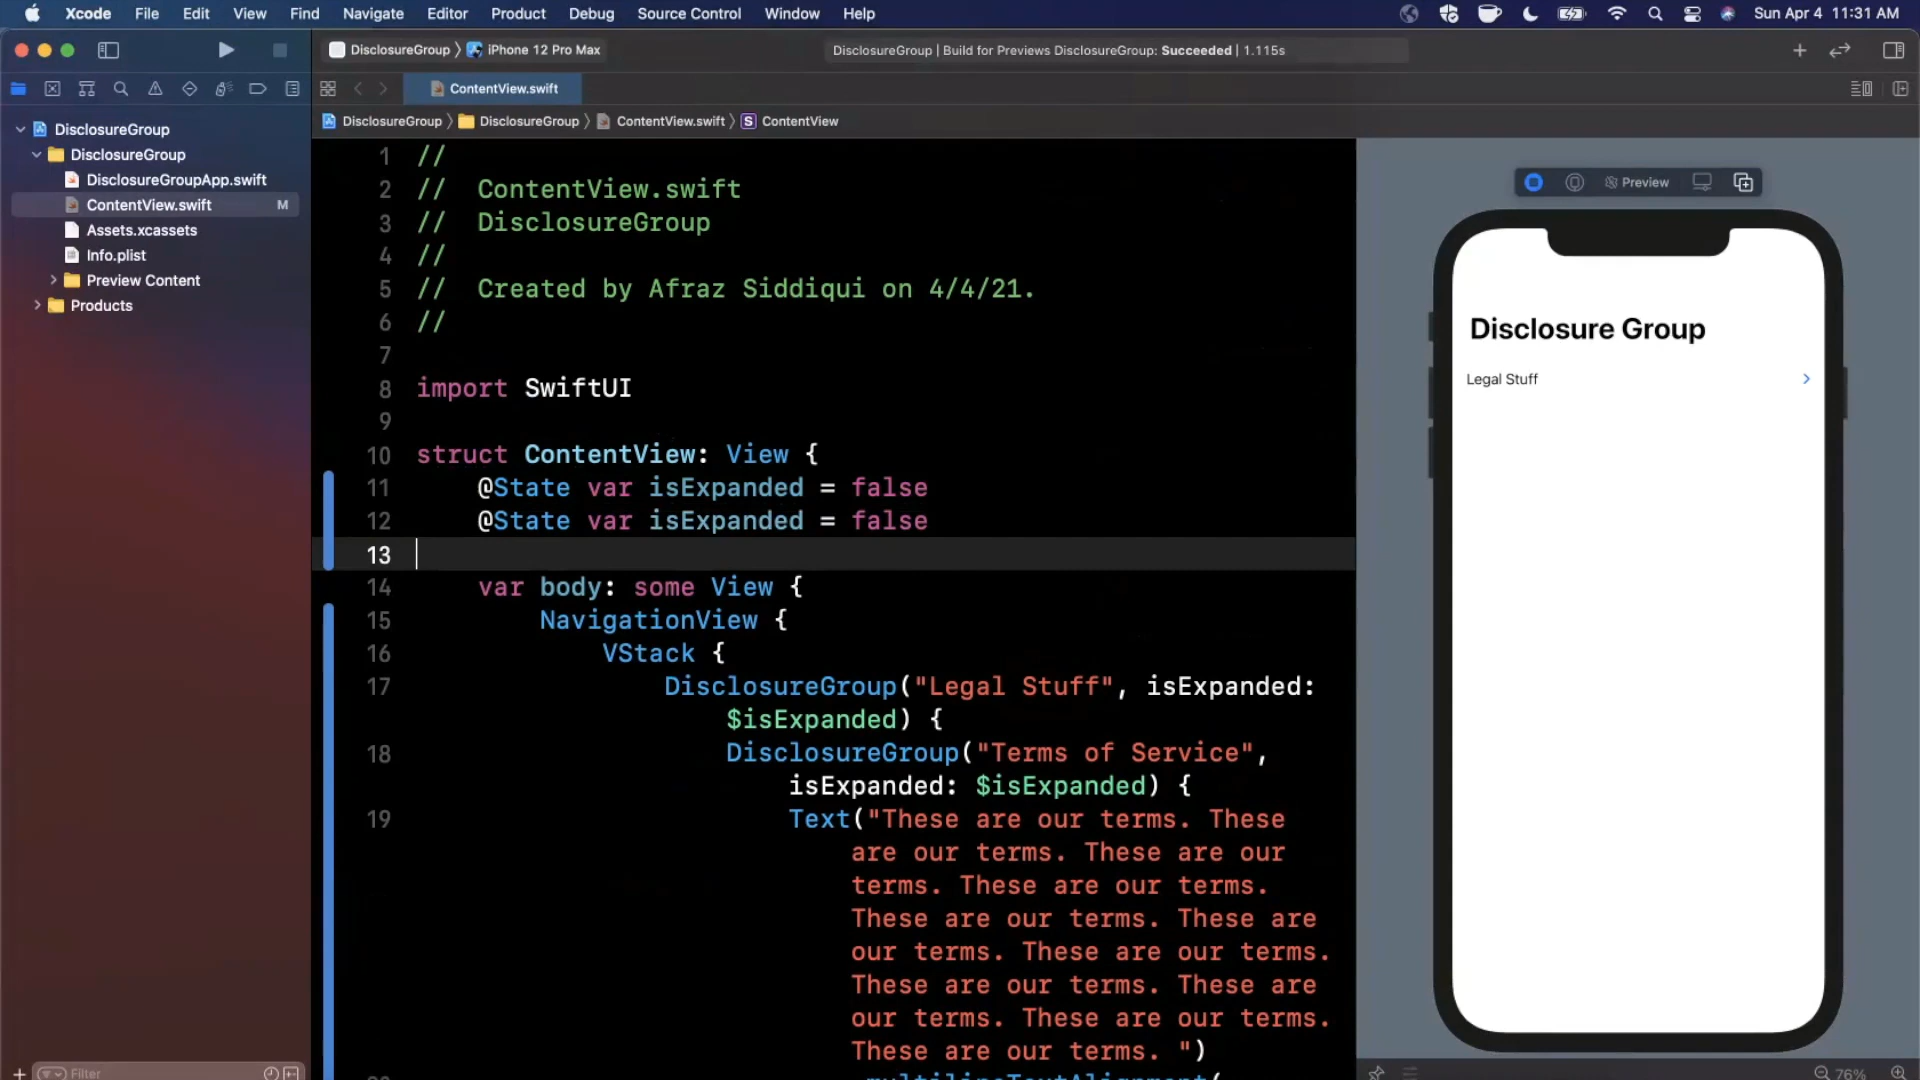 Xcode File Edit View Find Navigate Editor Product Debug Source Control Window Help Sun Apr 4 11:31 AM
DisclosureGroup iPhone 12 Pro Max DisclosureGroup | Build for Previews DisclosureGroup: Succeeded | 1.115s
ContentView.swift
DisclosureGroup DisclosureGroup ContentView.swift S ContentView
DisclosureGroup
DisclosureGroup
DisclosureGroupApp.swift
ContentView.swift M
Assets.xcassets
Info.plist
Preview Content
Products
Filter
1 //
2 // ContentView.swift
3 // DisclosureGroup
4 //
5 // Created by Afraz Siddiqui on 4/4/21.
6 //
7
8 import SwiftUI
9
10 struct ContentView: View {
11 @State var isExpanded = false
12 @State var isExpanded = false
13
14 var body: some View {
15 NavigationView {
16 VStack {
17 DisclosureGroup("Legal Stuff", isExpanded:
$isExpanded) {
18 DisclosureGroup("Terms of Service",
isExpanded: $isExpanded) {
19 Text("These are our terms. These
are our terms. These are our
terms. These are our terms.
These are our terms. These are
our terms. These are our terms.
These are our terms. These are
our terms. These are our terms.
These are our terms. ")
Preview
Disclosure Group
Legal Stuff
76%